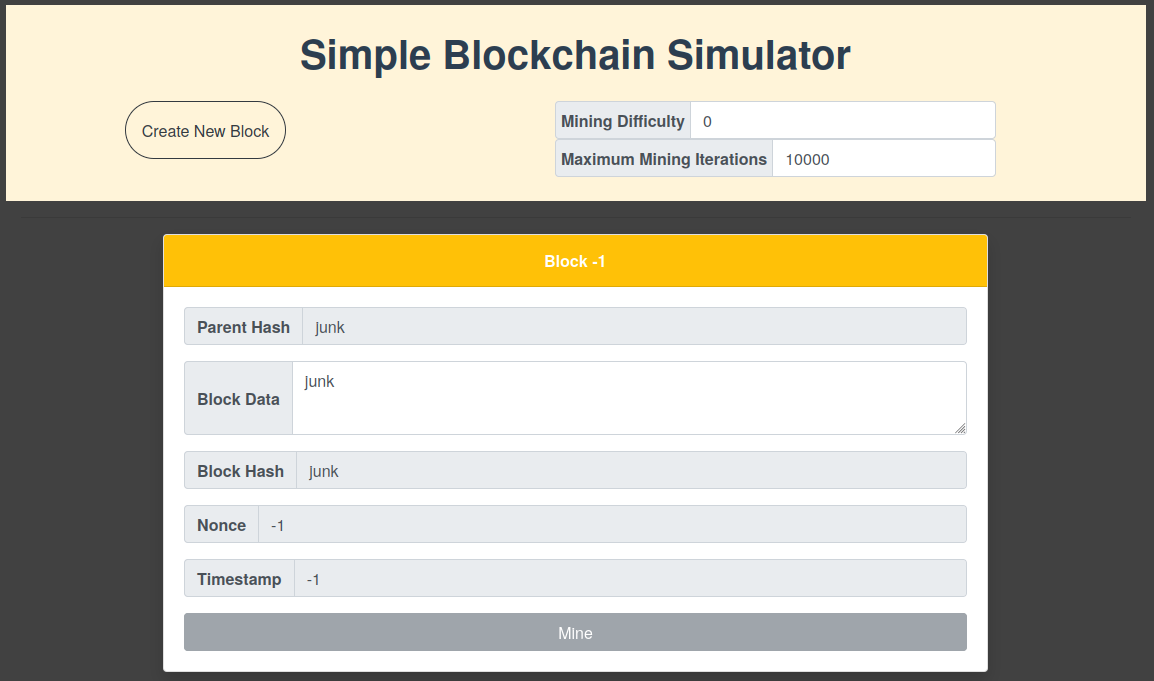 Simple Blockchain Simulator
Create New Block
Mining Difficulty 0
Maximum Mining Iterations 10000
Block -1
Parent Hash junk
Block Data junk
Block Hash junk
Nonce -1
Timestamp -1
Mine